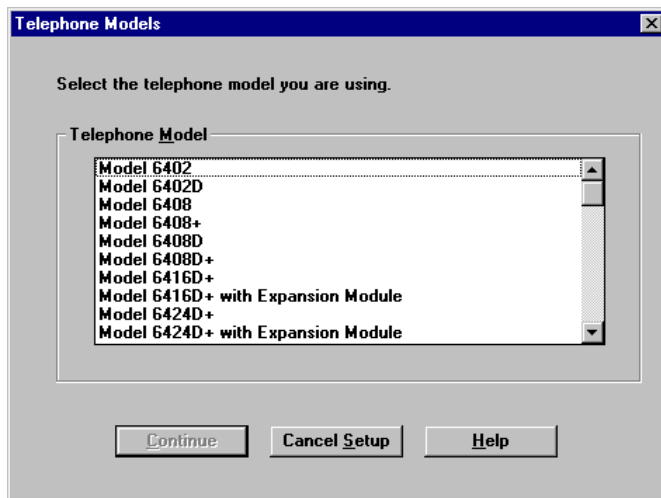 Telephone Models
Select the telephone model you are using.
Telephone Model
Model 6402
Model 6402D
Model 6408
Model 6408+
Model 6408D
Model 6408D+
Model 6416D+
Model 6416D+ with Expansion Module
Model 6424D+
Model 6424D+ with Expansion Module
Continue Cancel Setup Help